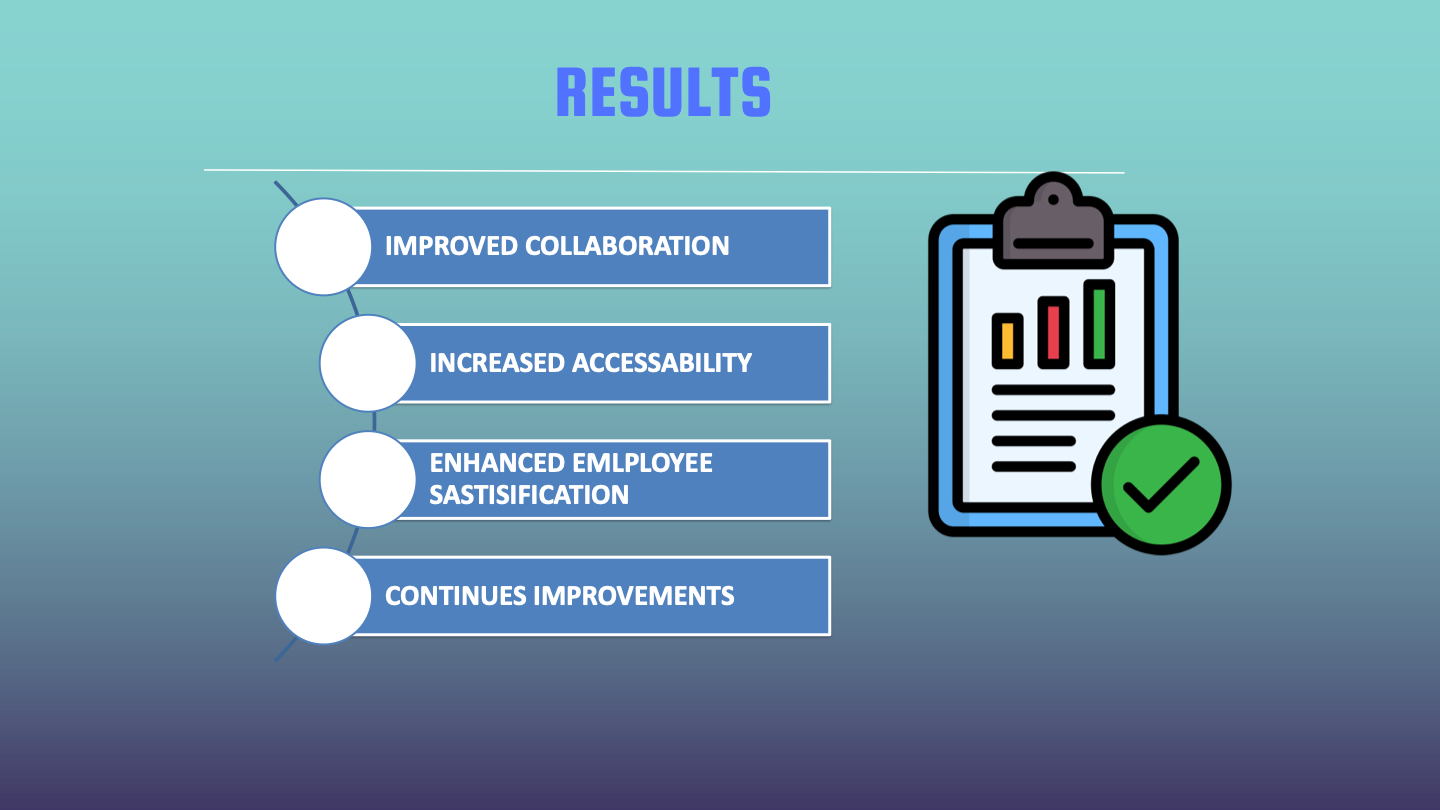 RESULTS
IMPROVED COLLABORATION
INCREASED ACCESSABILITY
ENHANCED EMLPLOYEE
SASTISIFICATION
CONTINUES IMPROVEMENTS